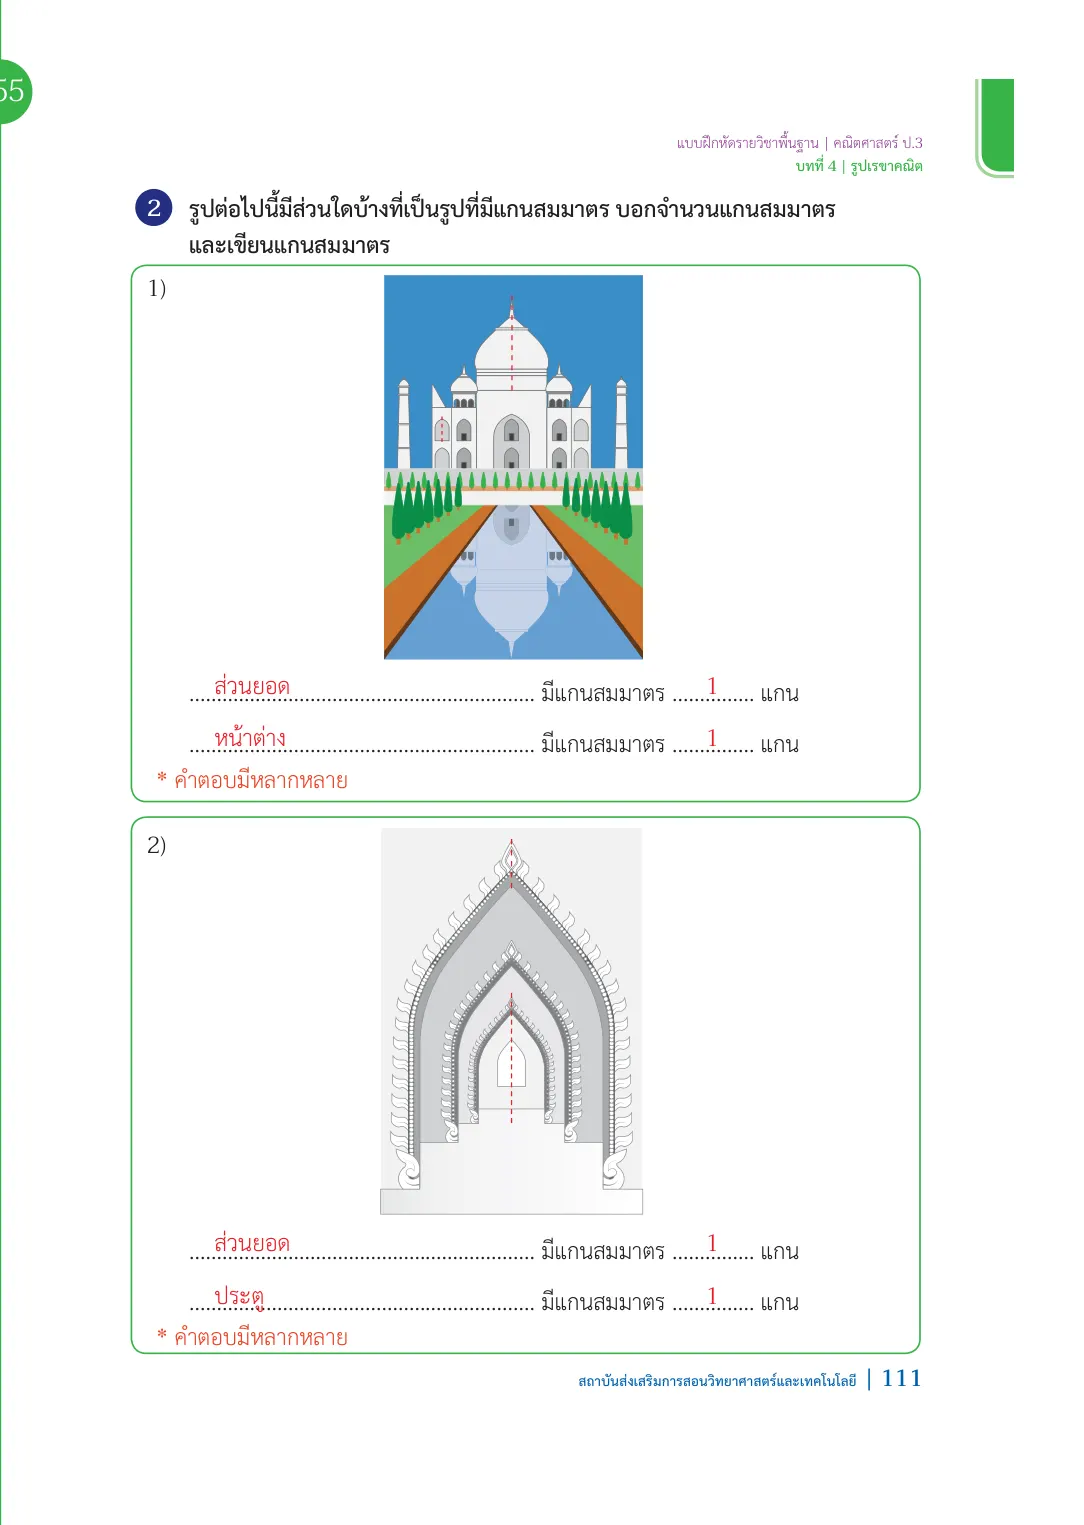 55
แบบฝึกหัดรายวิชาพื้นฐาน | คณิตศาสตร์ ป.3
บทที่ 4 | รูปเรขาคณิต
2 รูปต่อไปนี้มีส่วนใดบ้างที่เป็นรูปที่มีแกนสมมาตร บอกจำนวนแกนสมมาตร
และเขียนแกนสมมาตร
1)
ส่วนยอด มีแกนสมมาตร 1 แกน
หน้าต่าง มีแกนสมมาตร 1 แกน
* คำตอบมีหลากหลาย
2)
ส่วนยอด มีแกนสมมาตร 1 แกน
ประตู มีแกนสมมาตร 1 แกน
* คำตอบมีหลากหลาย
สถาบันส่งเสริมการสอนวิทยาศาสตร์และเทคโนโลยี | 111